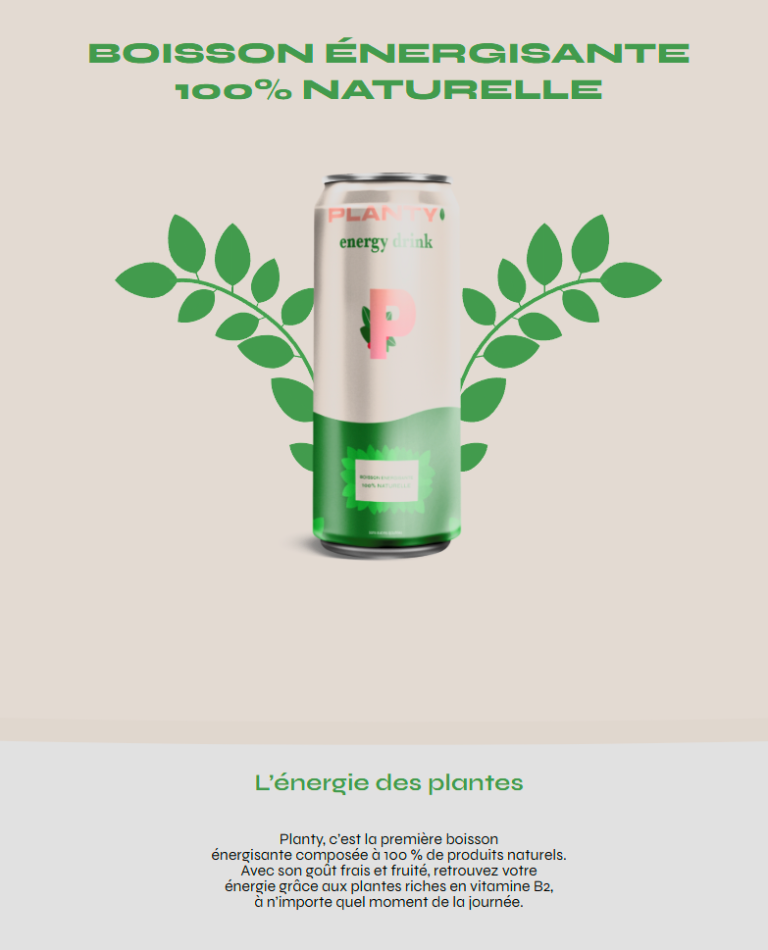 BOISSON ÉNERGISANTE
100% NATURELLE
PLANTY
energy drink
P
BOISSON ÉNERGISANTE
100% NATURELLE
L'énergie des plantes
Planty, c'est la première boisson
énergisante composée à 100 % de produits naturels.
Avec son goût frais et fruité, retrouvez votre
énergie grâce aux plantes riches en vitamine B2,
à n'importe quel moment de la journée.